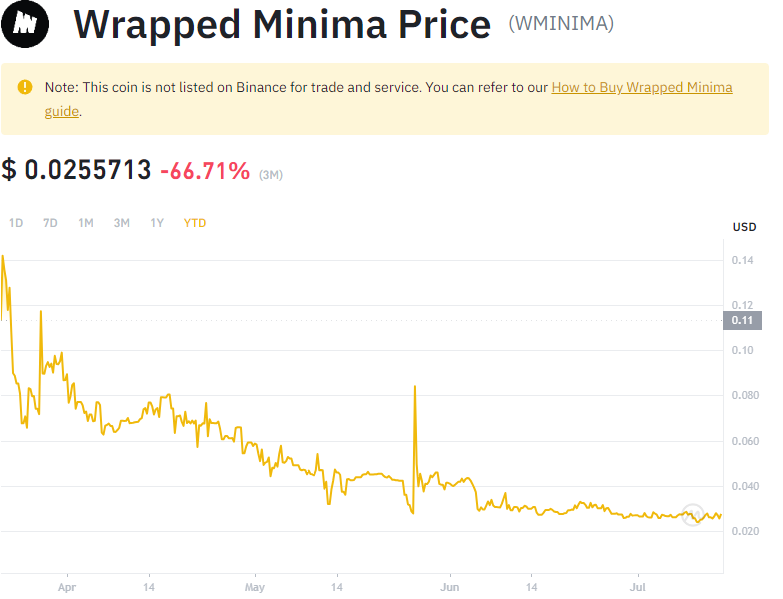 Wrapped Minima Price (WMINIMA)
Note: This coin is not listed on Binance for trade and service. You can refer to our How to Buy Wrapped Minima
guide.
$ 0.0255713 -66.71% (3M)
1D 7D 1M 3M 1Y YTD
USD
0.14
0.12
0.11
0.10
0.080
0.060
0.040
0.020
Apr 14 May 14 Jun 14 Jul